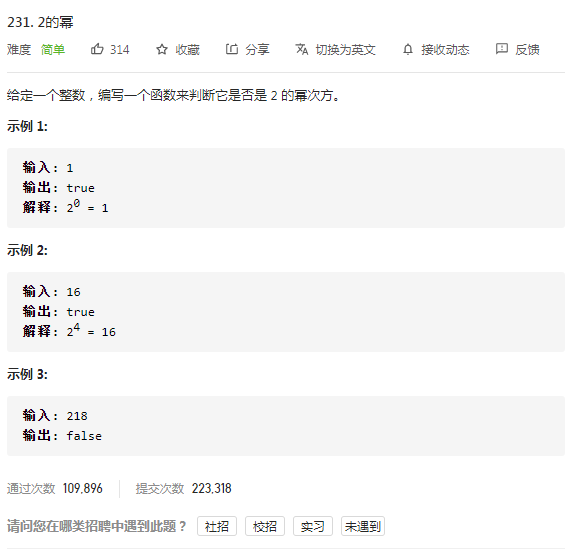 231. 2的幂
难度 简单 314 收藏 分享 切换为英文 接收动态 反馈
给定一个整数，编写一个函数来判断它是否是 2 的幂次方。
示例 1:
输入: 1
输出: true
解释: 2⁰ = 1
示例 2:
输入: 16
输出: true
解释: 2⁴ = 16
示例 3:
输入: 218
输出: false
通过次数 109,896 提交次数 223,318
请问您在哪类招聘中遇到此题？ 社招 校招 实习 未遇到